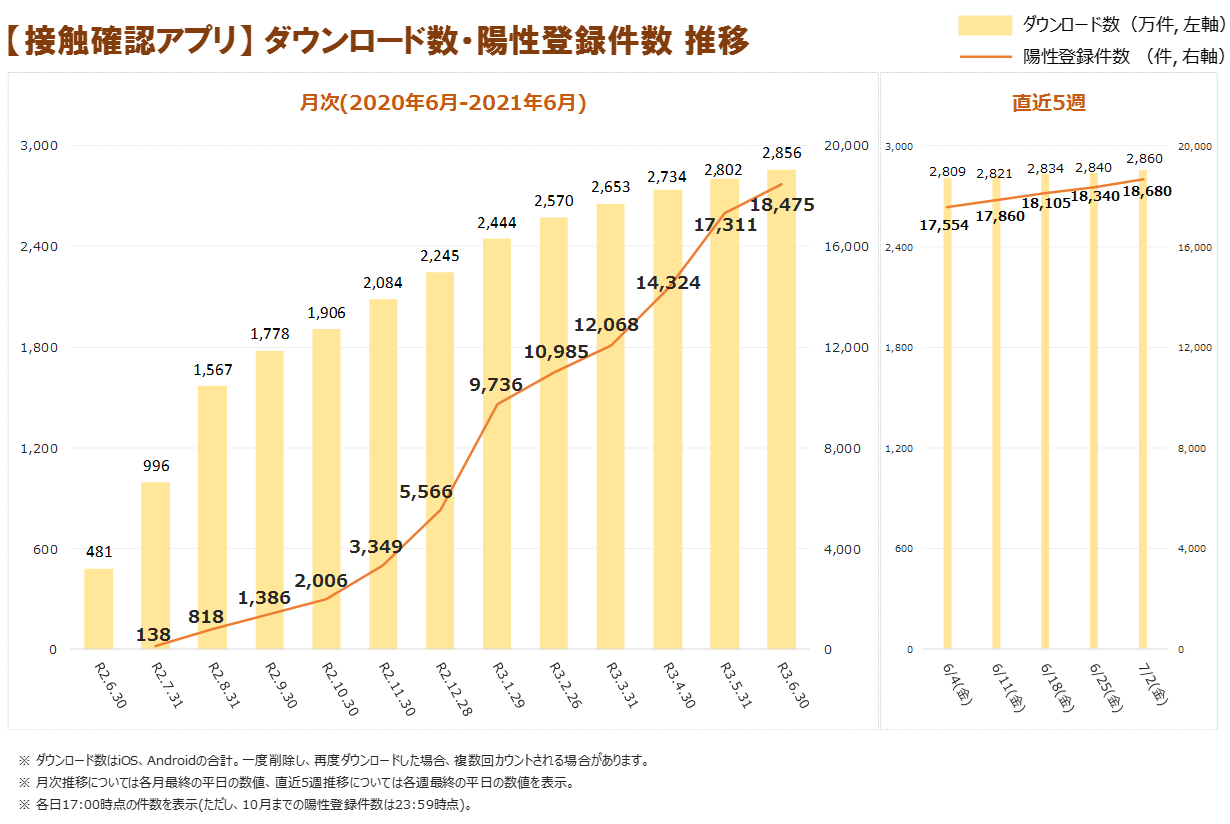 【接触確認アプリ】 ダウンロード数・陽性登録件数 推移
ダウンロード数（万件, 左軸）
陽性登録件数 （件, 右軸）
月次(2020年6月-2021年6月)
3,000
2,400
1,800
1,200
600
0
20,000
16,000
12,000
8,000
4,000
0
481
996
1,567
1,778
1,906
2,084
2,245
2,444
2,570
2,653
2,734
2,802
2,856
138
818
1,386
2,006
3,349
5,566
9,736
10,985
12,068
14,324
17,311
18,475
R2.6.30
R2.7.31
R2.8.31
R2.9.30
R2.10.30
R2.11.30
R2.12.28
R3.1.29
R3.2.26
R3.3.31
R3.4.30
R3.5.31
R3.6.30
直近5週
3,000
2,400
1,800
1,200
600
0
20,000
16,000
12,000
8,000
4,000
0
2,809
2,821
2,834
2,840
2,860
17,554
17,860
18,105
18,340
18,680
6/4(金)
6/11(金)
6/18(金)
6/25(金)
7/2(金)
※ ダウンロード数はiOS、Androidの合計。一度削除し、再度ダウンロードした場合、複数回カウントされる場合があります。
※ 月次推移については各月最終の平日の数値、直近5週推移については各週最終の平日の数値を表示。
※ 各日17:00時点の件数を表示(ただし、10月までの陽性登録件数は23:59時点)。